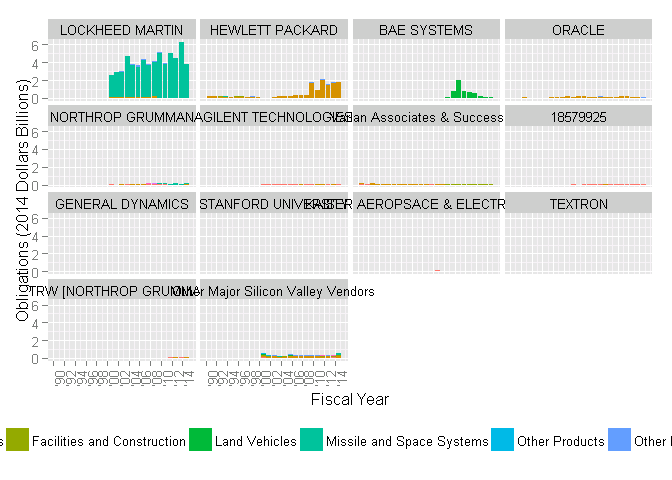 LOCKHEED MARTIN HEWLETT PACKARD BAE SYSTEMS ORACLE
6
4
2
0
NORTHROP GRUMMAN AGILENT TECHNOLOGIES Varian Associates & Success 18579925
6
4
2
0
GENERAL DYNAMICS STANFORD UNIVERSITY KAISER AEROPSACE & ELECTR TEXTRON
6
4
2
0
TRW [NORTHROP GRUMMA Other Major Silicon Valley Vendors
6
4
2
0
Obligations (2014 Dollars Billions)
'90 '92 '94 '96 '98 '00 '02 '04 '06 '08 '10 '12 '14 '90 '92 '94 '96 '98 '00 '02 '04 '06 '08 '10 '12 '14
Fiscal Year
s Facilities and Construction Land Vehicles Missile and Space Systems Other Products Other